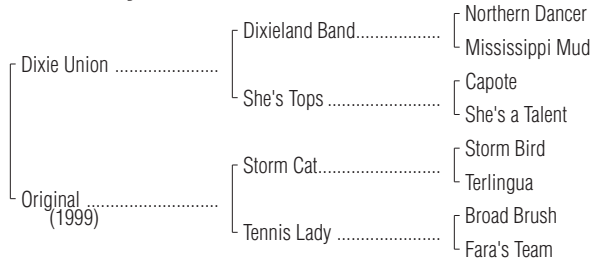 Northern Dancer
Dixieland Band..................
Mississippi Mud
Dixie Union ......................
Capote
She's Tops ........................
She's a Talent
Storm Bird
Storm Cat..........................
Terlingua
Original ............................
(1999)
Broad Brush
Tennis Lady ......................
Fara's Team